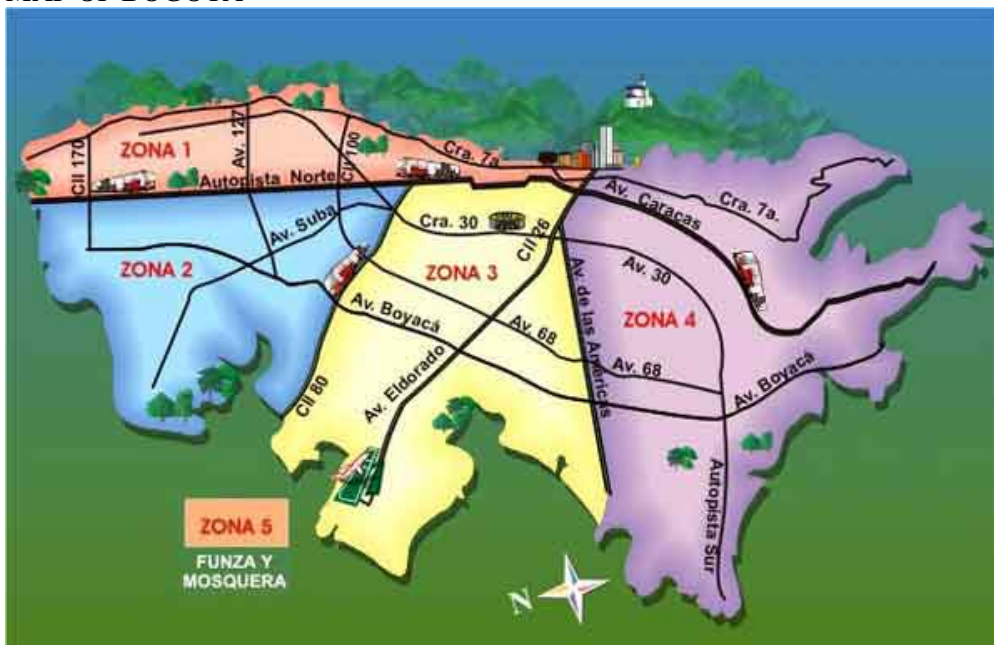 MAP OF BOGOTA
ZONA 1
Cll 170
Av. 127
Cll 100
Cra. 7a
Autopista Norte
Av. Caracas
Cra. 7a.
ZONA 2
Av. Suba
Cra. 30
Cll 26
ZONA 3
Av. 30
ZONA 4
Av. de las Americas
Av. Boyacá
Av. 68
Av. 68
Av. Boyacá
Cll 80
Av. Eldorado
Autopista Sur
ZONA 5
FUNZA Y
MOSQUERA
N